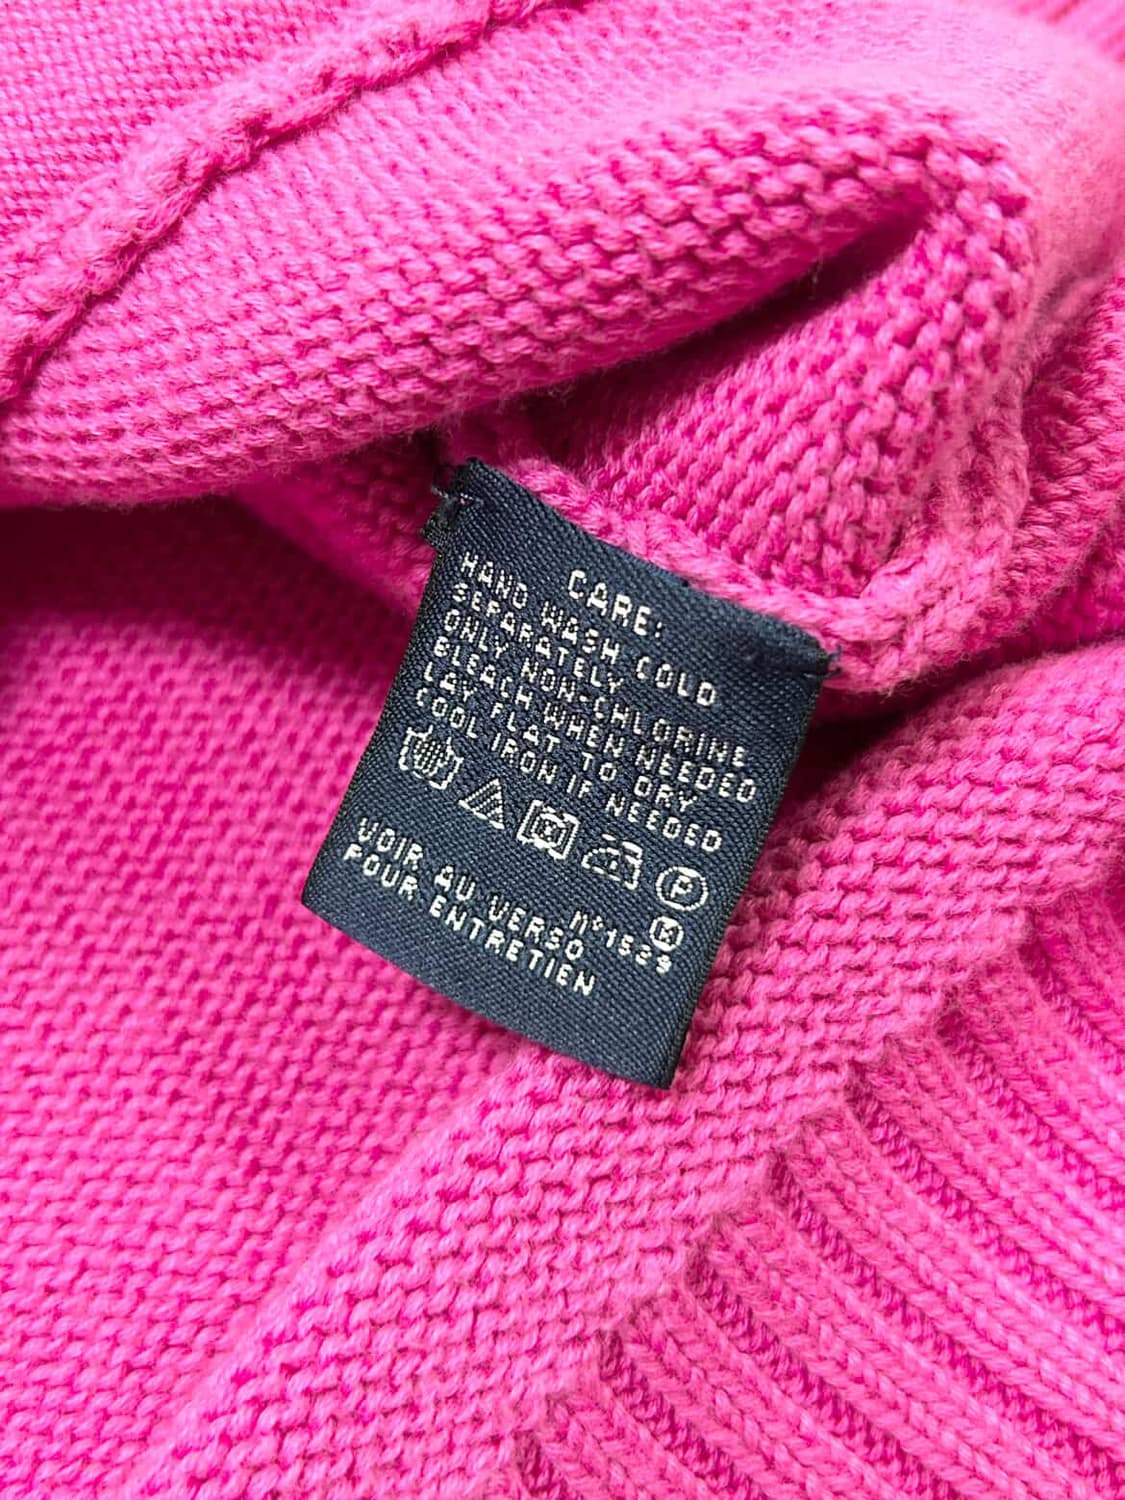 CARE:
HAND WASH COLD
SEPARATELY
ONLY NON-CHLORINE
BLEACH WHEN NEEDED
LAY FLAT TO DRY
COOL IRON IF NEEDED
P
K
nº1529
VOIR AU VERSO
POUR ENTRETIEN